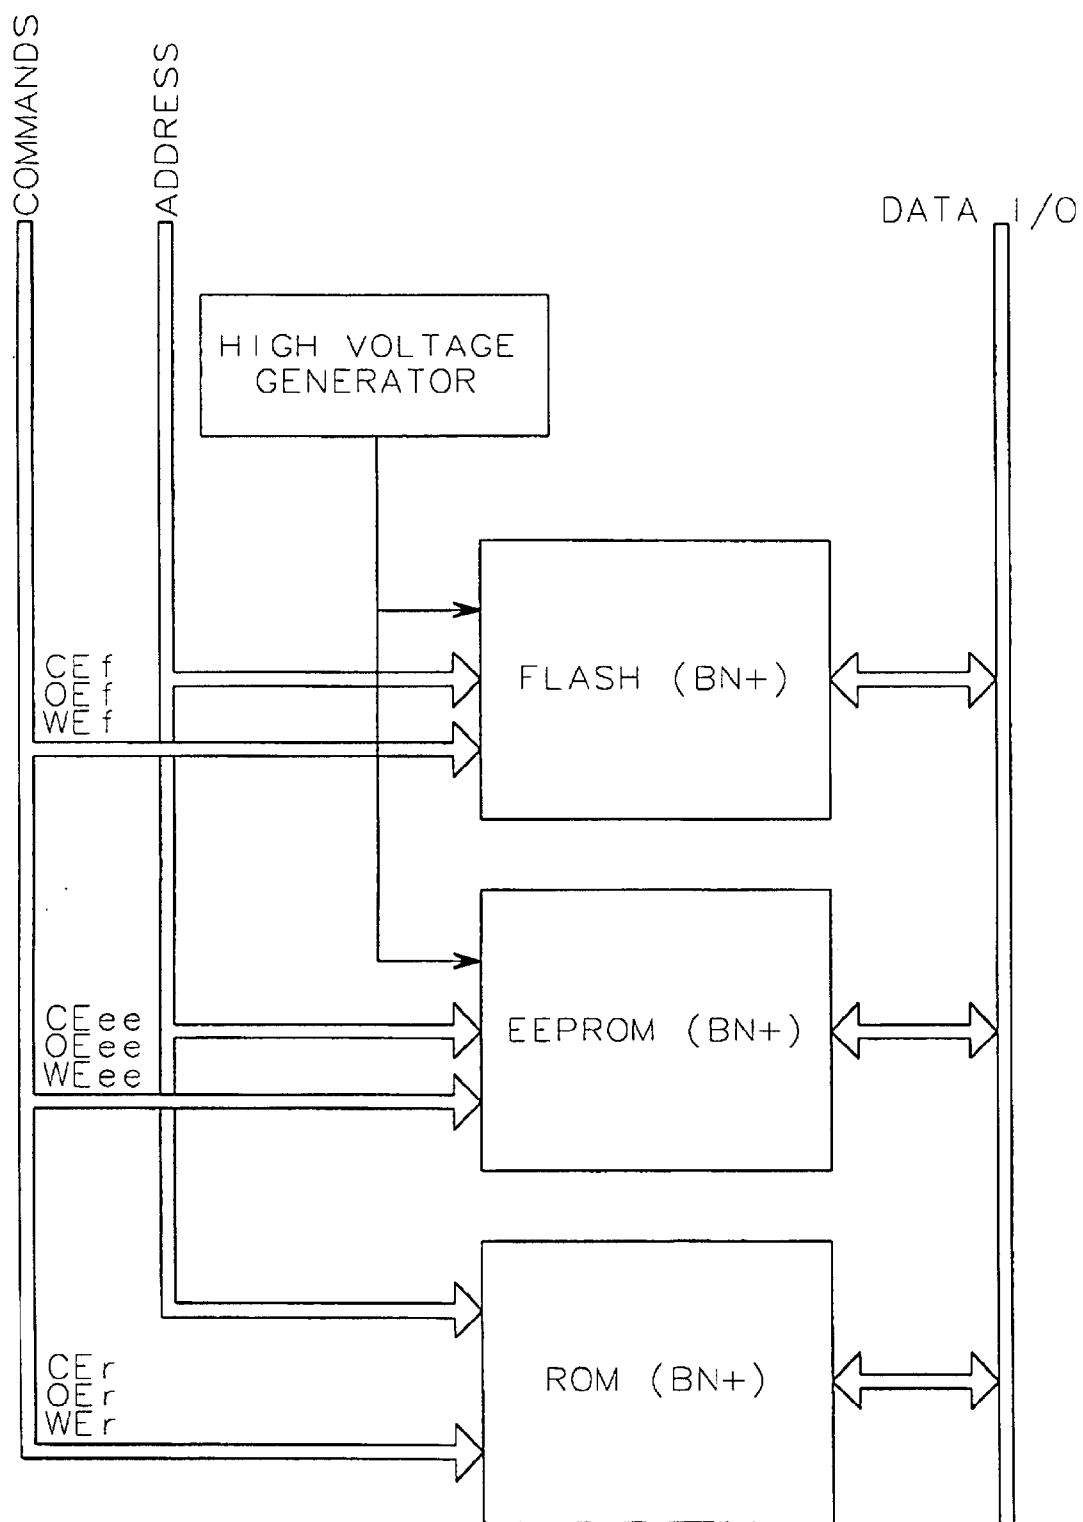 COMMANDS
ADDRESS
DATA I/O
HIGH VOLTAGE
GENERATOR
CEf
OEf
WEf
FLASH (BN+)
CEee
OEee
WEee
EEPROM (BN+)
CEr
OEr
WEr
ROM (BN+)